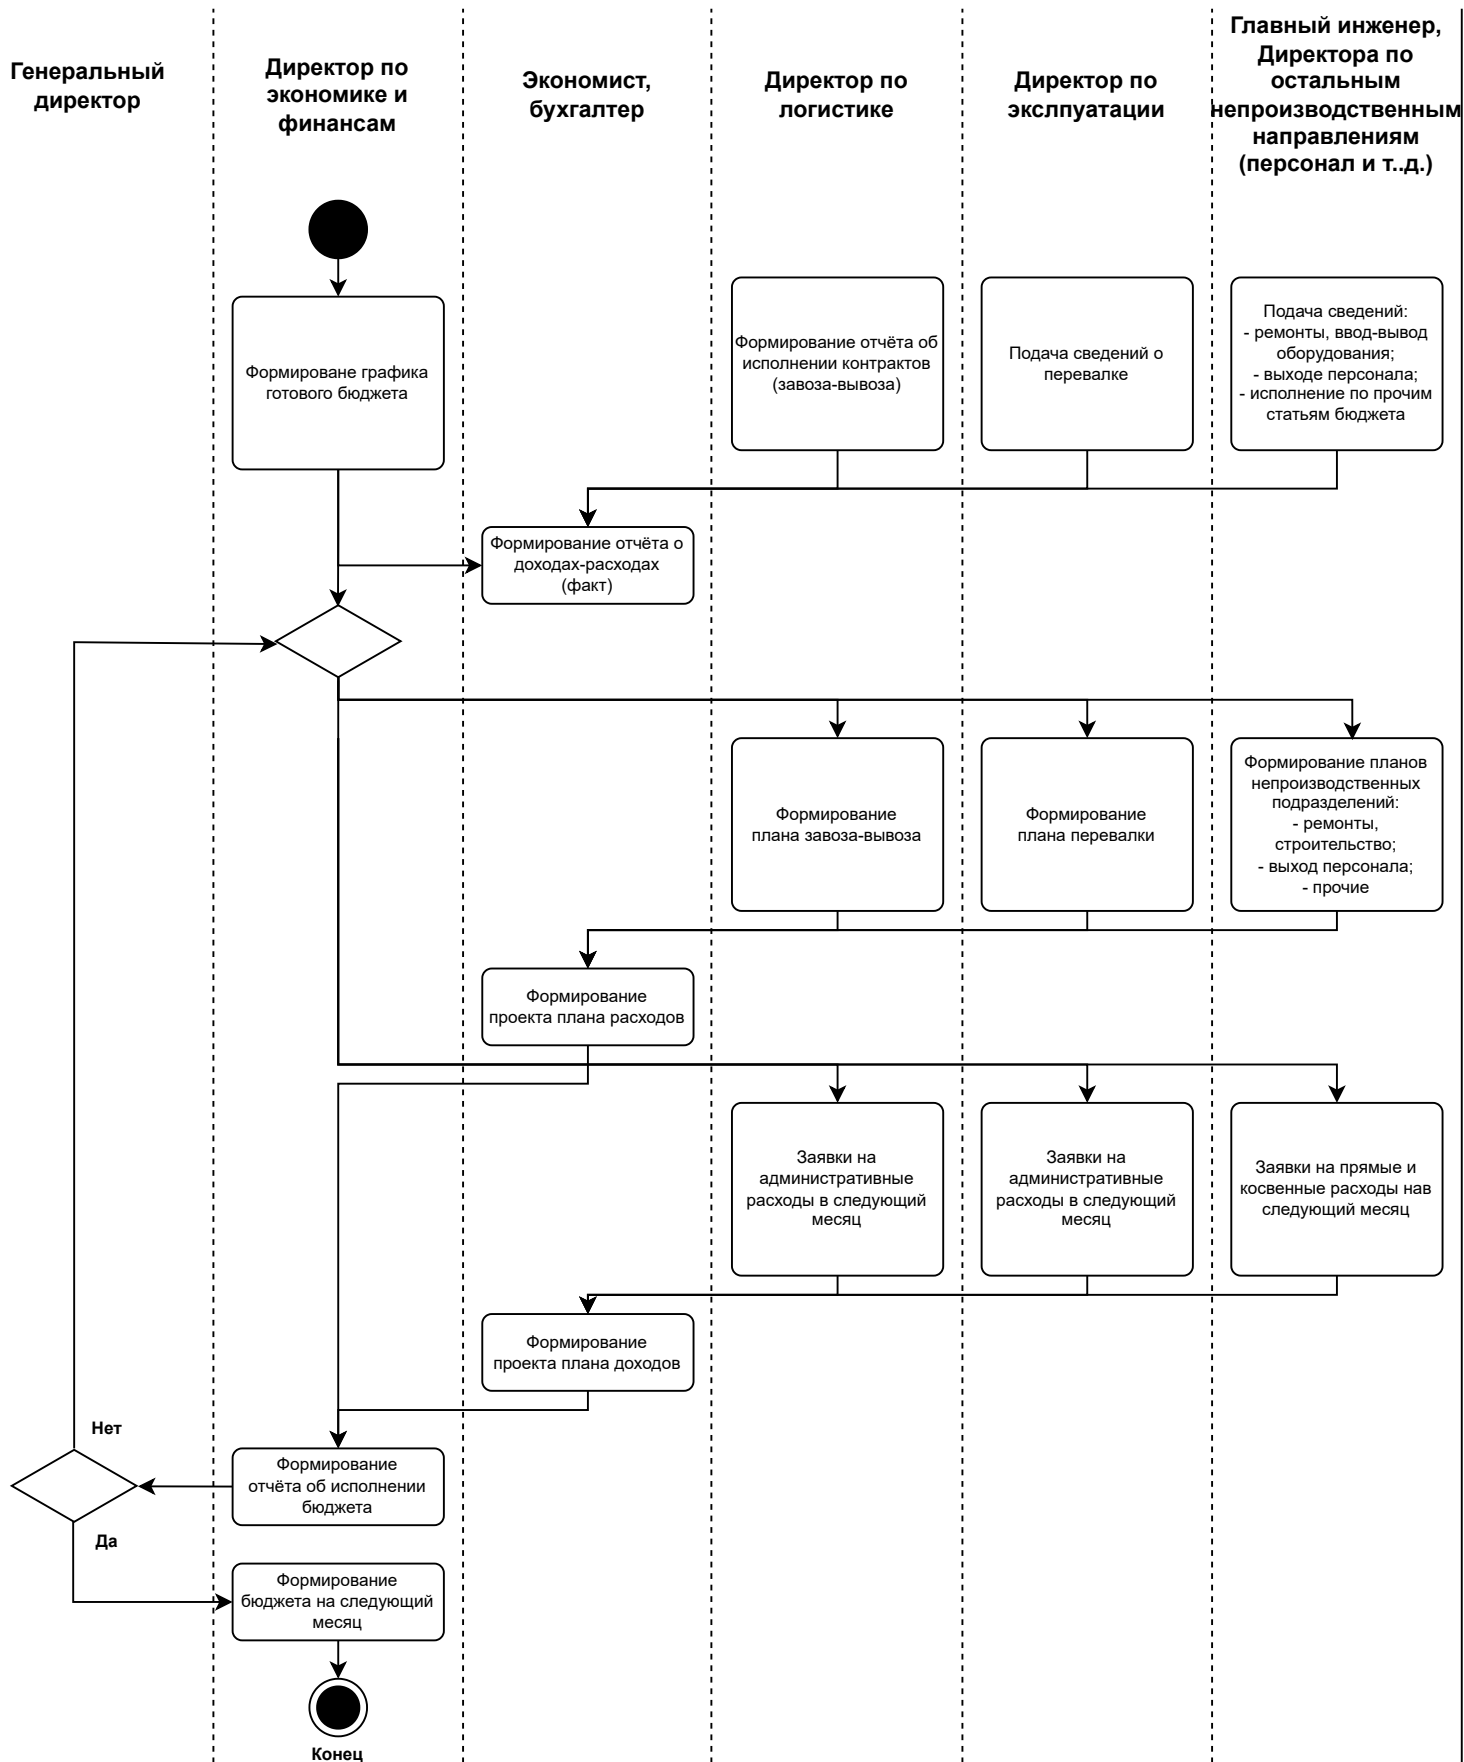 Генеральный
директор
Директор по
экономике и
финансам
Экономист,
бухгалтер
Директор по
логистике
Директор по
экслпуатации
Главный инженер,
Директора по
остальным
непроизводственным
направлениям
(персонал и т..д.)
Формироване графика
готового бюджета
Формирование отчёта об
исполнении контрактов
(завоза-вывоза)
Подача сведений о
перевалке
Подача сведений:
- ремонты, ввод-вывод
оборудования;
- выходе персонала;
- исполнение по прочим
статьям бюджета
Формирование отчёта о
доходах-расходах
(факт)
Формирование
плана завоза-вывоза
Формирование
плана перевалки
Формирование планов
непроизводственных
подразделений:
- ремонты,
строительство;
- выход персонала;
- прочие
Формирование
проекта плана расходов
Заявки на
административные
расходы в следующий
месяц
Заявки на
административные
расходы в следующий
месяц
Заявки на прямые и
косвенные расходы нав
следующий месяц
Формирование
проекта плана доходов
Нет
Формирование
отчёта об исполнении
бюджета
Да
Формирование
бюджета на следующий
месяц
Конец